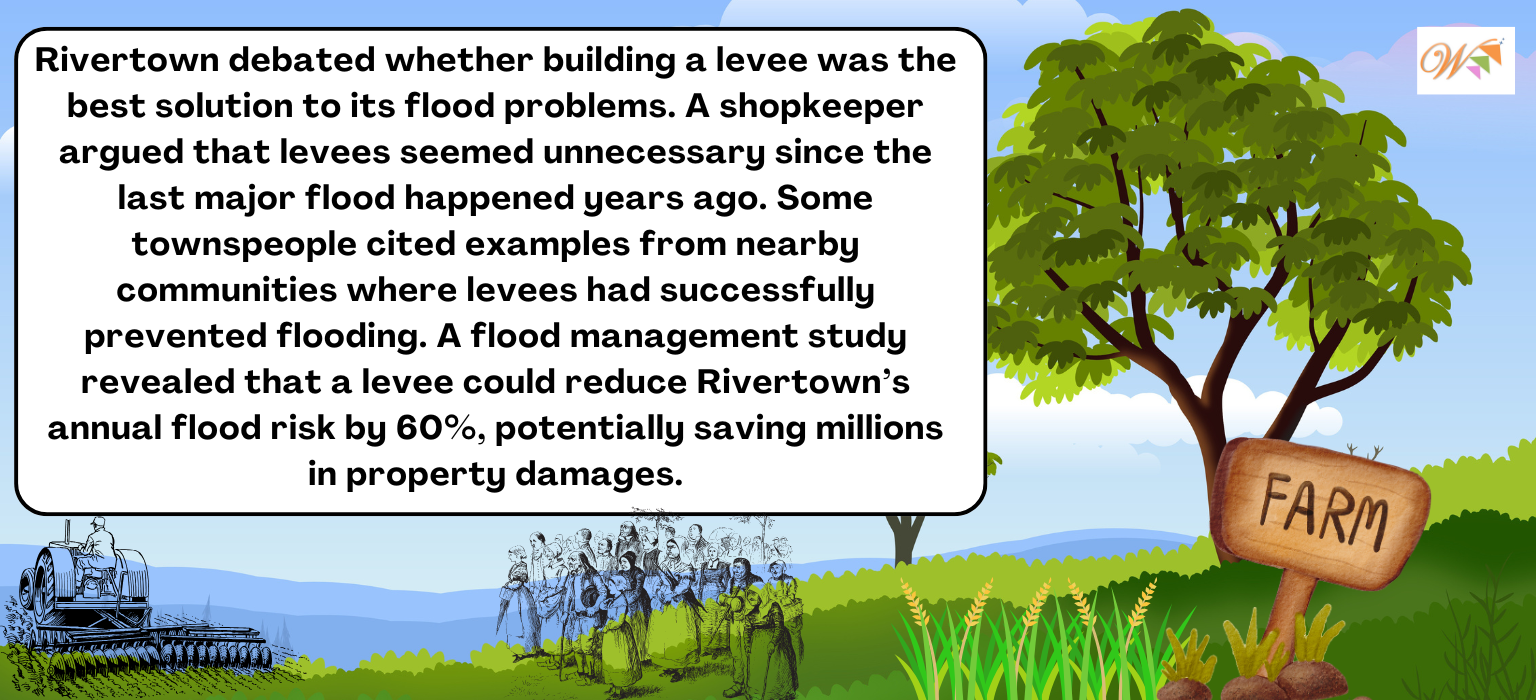 Rivertown debated whether building a levee was the
best solution to its flood problems. A shopkeeper
argued that levees seemed unnecessary since the
last major flood happened years ago. Some
townspeople cited examples from nearby
communities where levees had successfully
prevented flooding. A flood management study
revealed that a levee could reduce Rivertown’s
annual flood risk by 60%, potentially saving millions
in property damages.
W
FARM